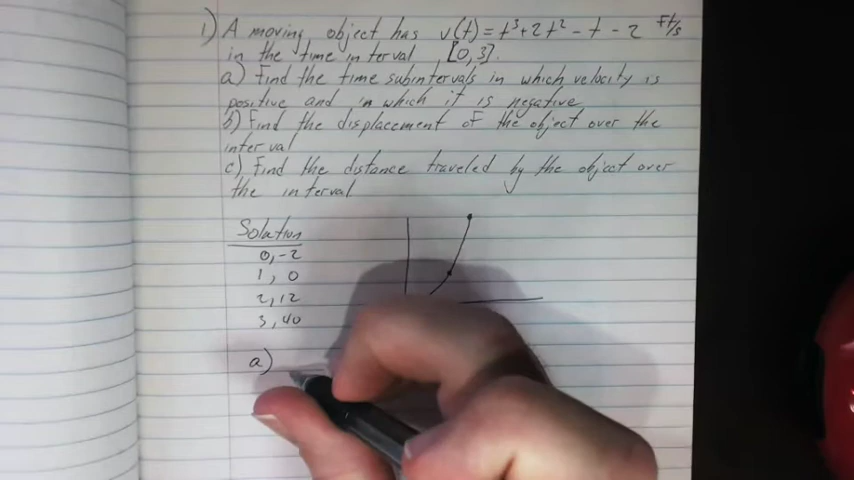 1) A moving object has v(t) = t³+2t² - t - 2 ft/s
in the time interval [0,3].
a) Find the time subintervals in which velocity is
positive and in which it is negative
b) Find the displacement of the object over the
interval
c) Find the distance traveled by the object over
the interval
Solution
0, -2
1, 0
2, 12
3, 40
a)